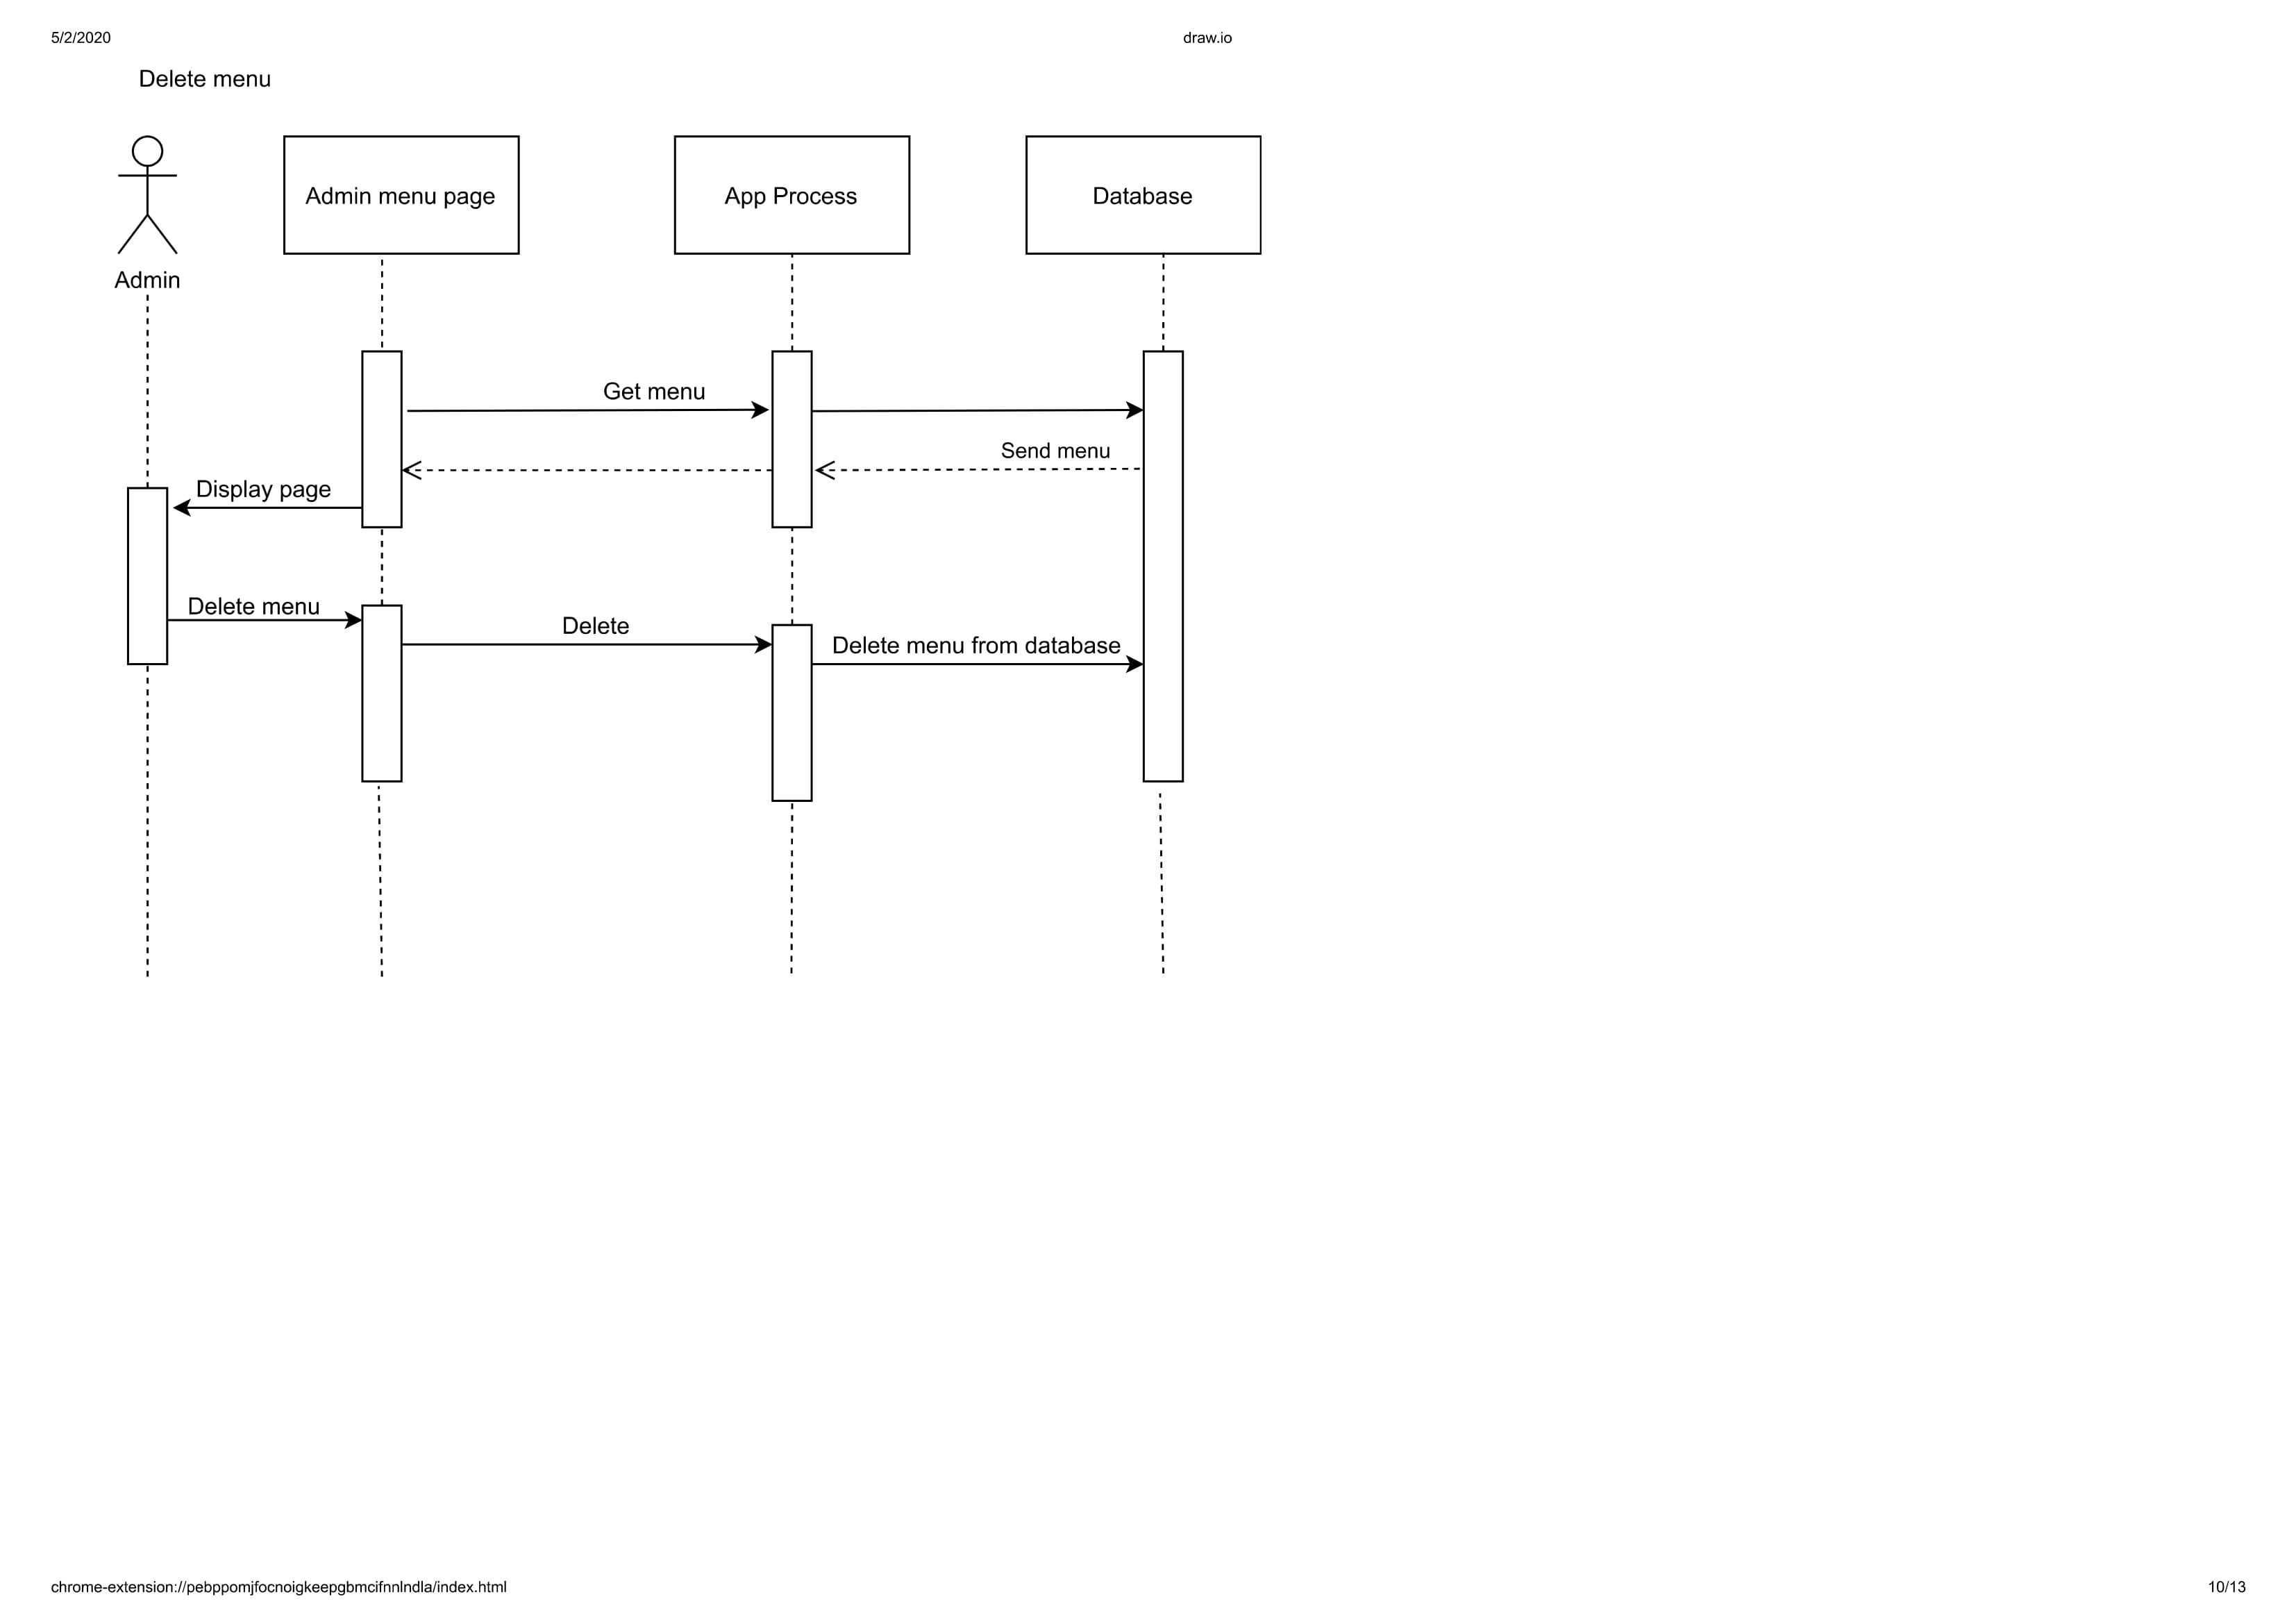 5/2/2020
draw.io
Delete menu
Admin menu page
App Process
Database
Admin
Get menu
Send menu
Display page
Delete menu
Delete
Delete menu from database
chrome-extension://pebppomjfocnoigkeepgbmcifnnlndla/index.html
10/13